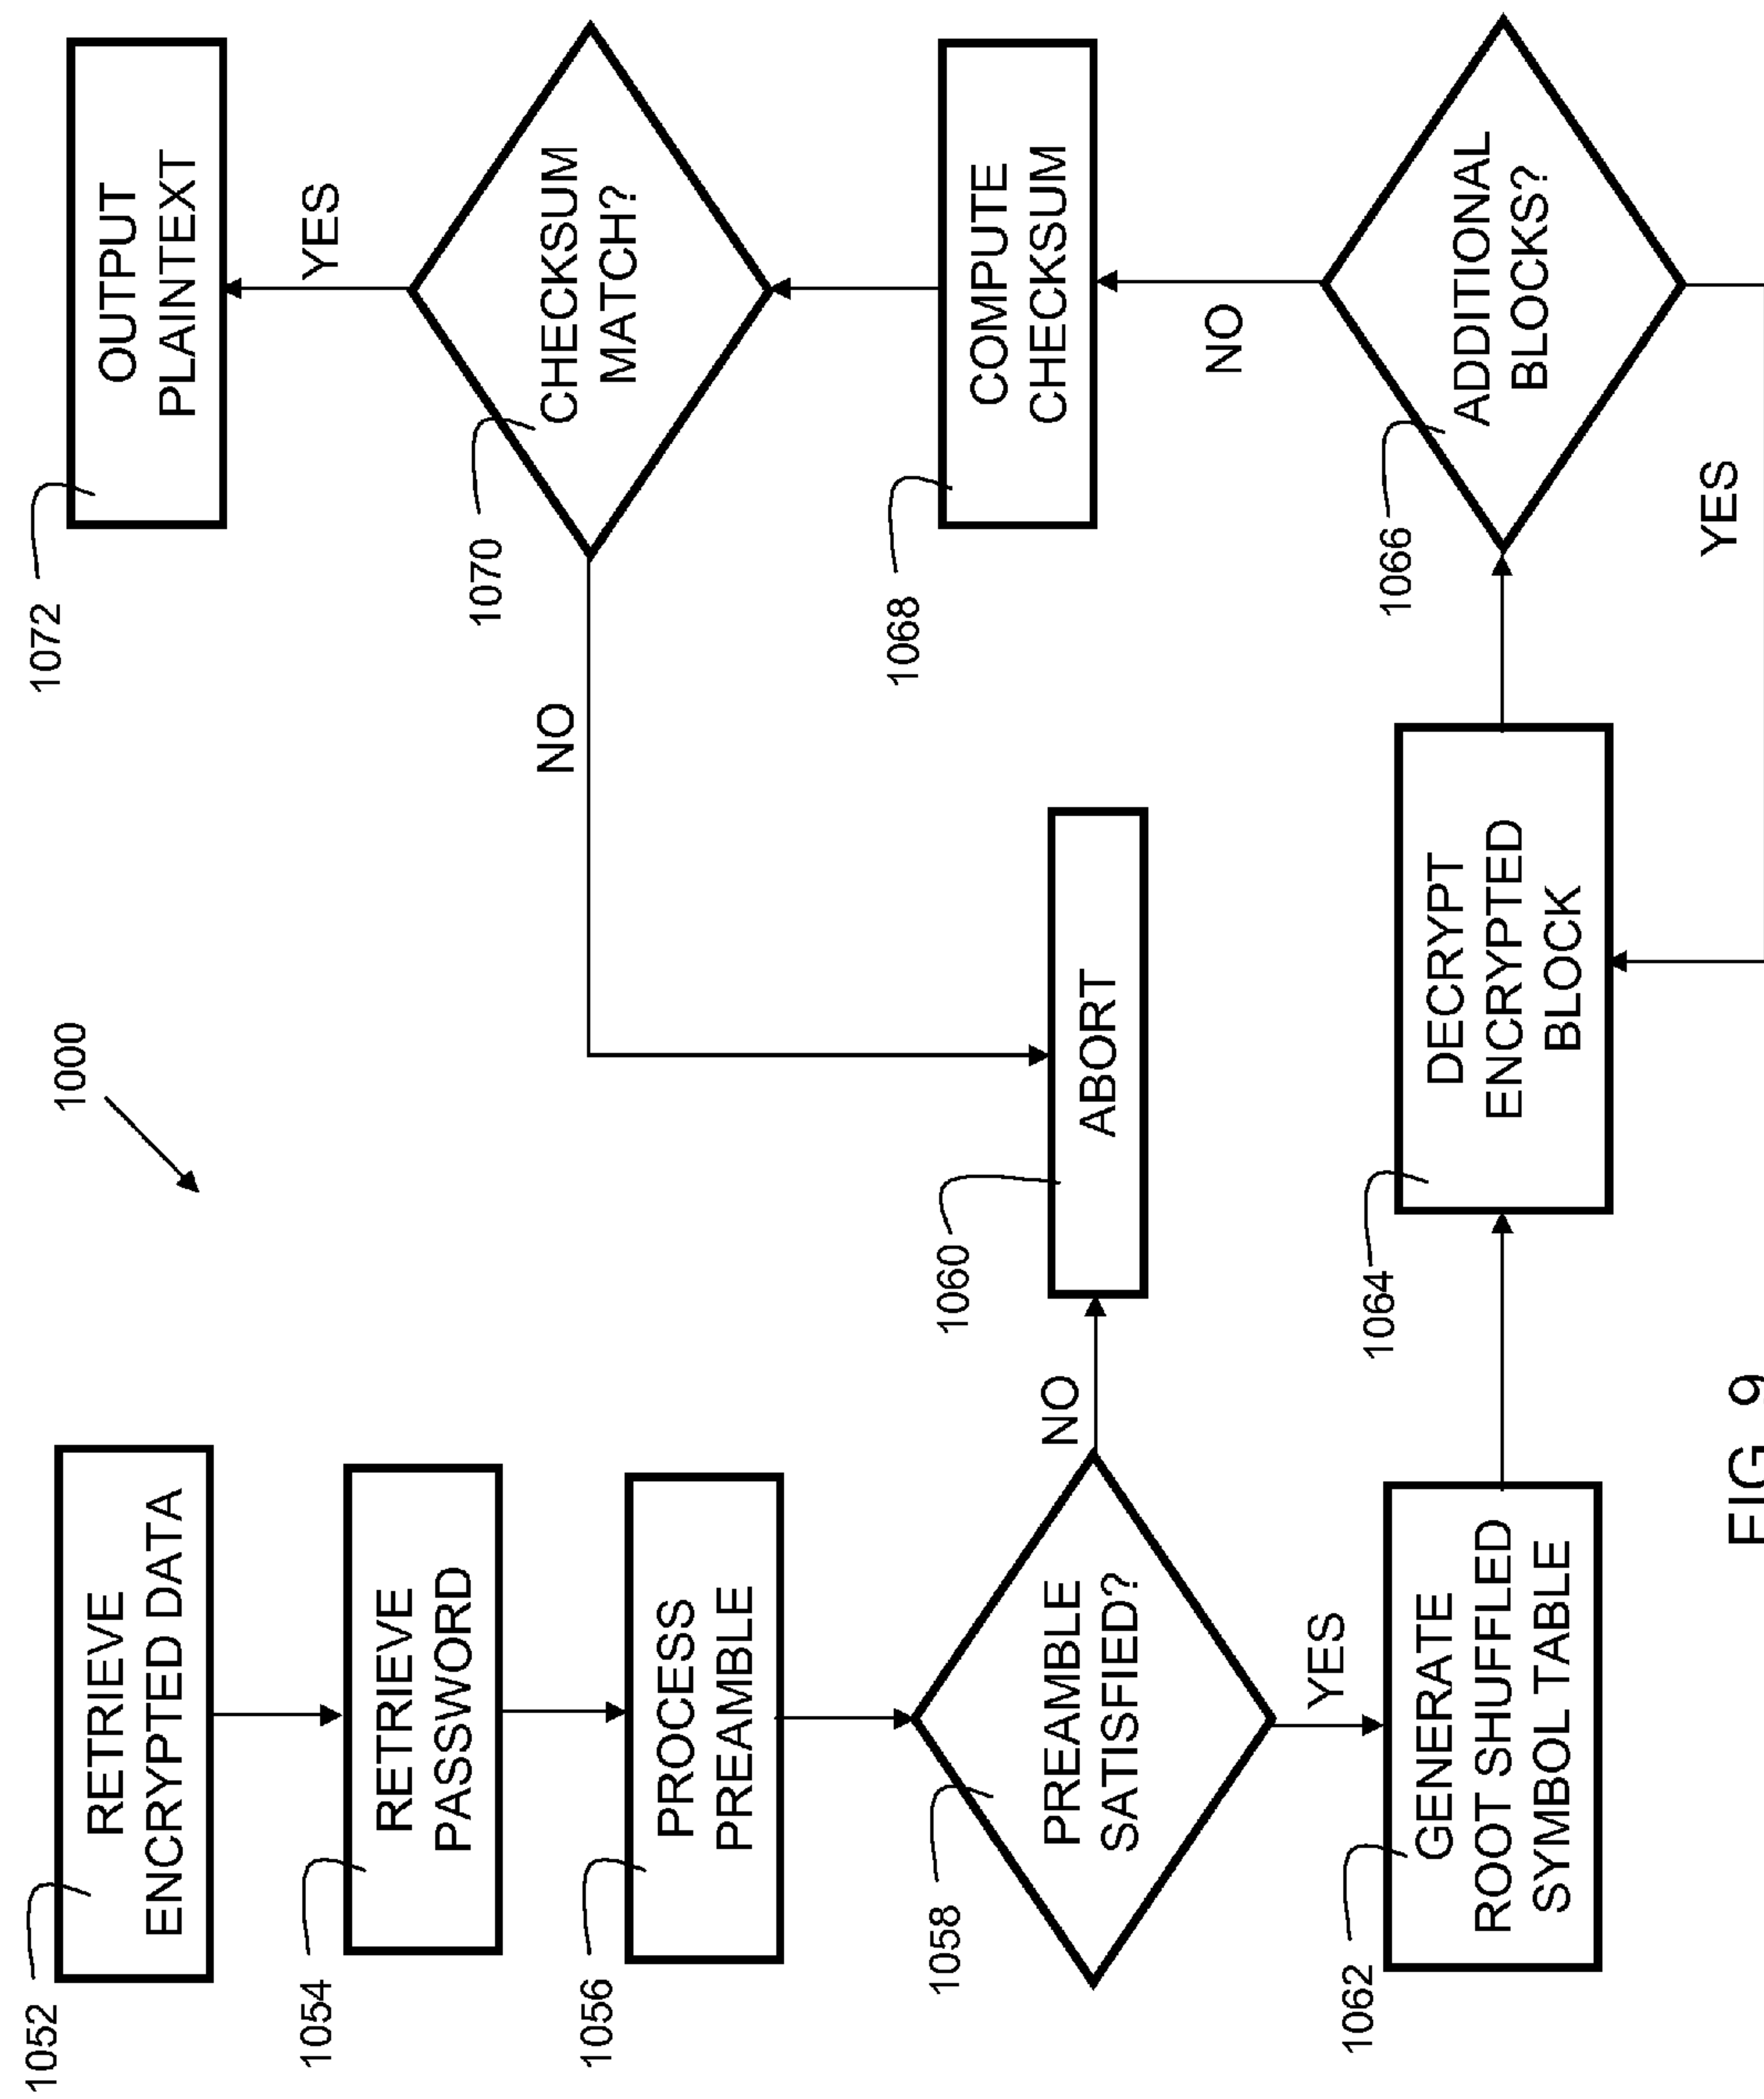 1000
1052
RETRIEVE
ENCRYPTED DATA
1054
RETRIEVE
PASSWORD
1056
PROCESS
PREAMBLE
1058
PREAMBLE
SATISFIED?
NO
YES
1060
ABORT
1062
GENERATE
ROOT SHUFFLED
SYMBOL TABLE
1064
DECRYPT
ENCRYPTED
BLOCK
1066
ADDITIONAL
BLOCKS?
YES
NO
1068
COMPUTE
CHECKSUM
1070
CHECKSUM
MATCH?
NO
YES
1072
OUTPUT
PLAINTEXT
FIG 9